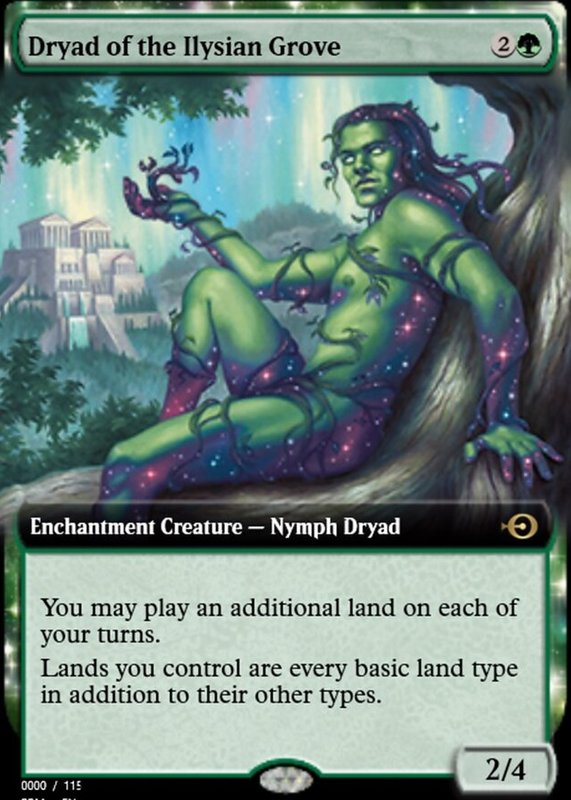 Dryad of the Ilysian Grove 2
Enchantment Creature — Nymph Dryad
You may play an additional land on each of
your turns.
Lands you control are every basic land type
in addition to their other types.
2/4
0000 / 115